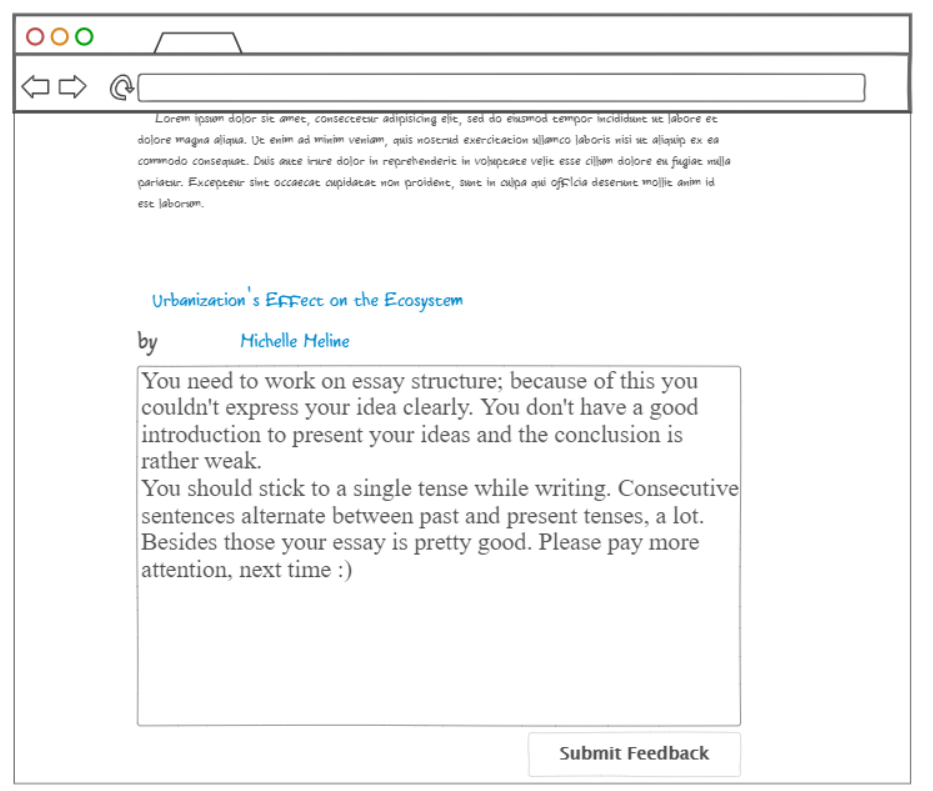 Lorem ipsum dolor sit amet, consectetur adipisicing elit, sed do eiusmod tempor incididunt ut labore et
dolore magna aliqua. Ut enim ad minim veniam, quis nostrud exercitation ullamco laboris nisi ut aliquip ex ea
commodo consequat. Duis aute irure dolor in reprehenderit in voluptate velit esse cillum dolore eu fugiat nulla
pariatur. Excepteur sint occaecat cupidatat non proident, sunt in culpa qui officia deserunt mollit anim id
est laborum.
Urbanization's Effect on the Ecosystem
by Michelle Meline
You need to work on essay structure; because of this you
couldn't express your idea clearly. You don't have a good
introduction to present your ideas and the conclusion is
rather weak.
You should stick to a single tense while writing. Consecutive
sentences alternate between past and present tenses, a lot.
Besides those your essay is pretty good. Please pay more
attention, next time :)
Submit Feedback